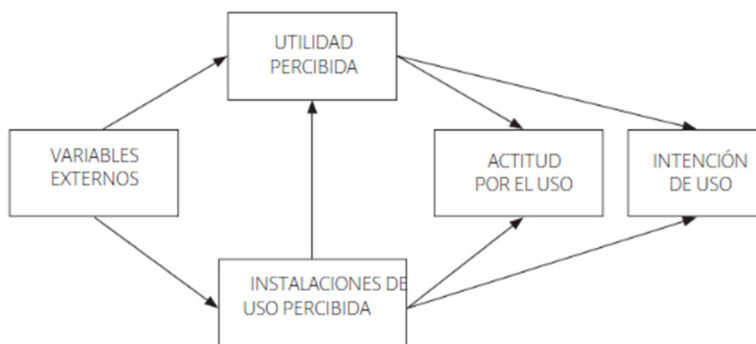 UTILIDAD
PERCIBIDA
VARIABLES
EXTERNOS
ACTITUD
POR EL USO
INTENCIÓN
DE USO
INSTALACIONES DE
USO PERCIBIDA